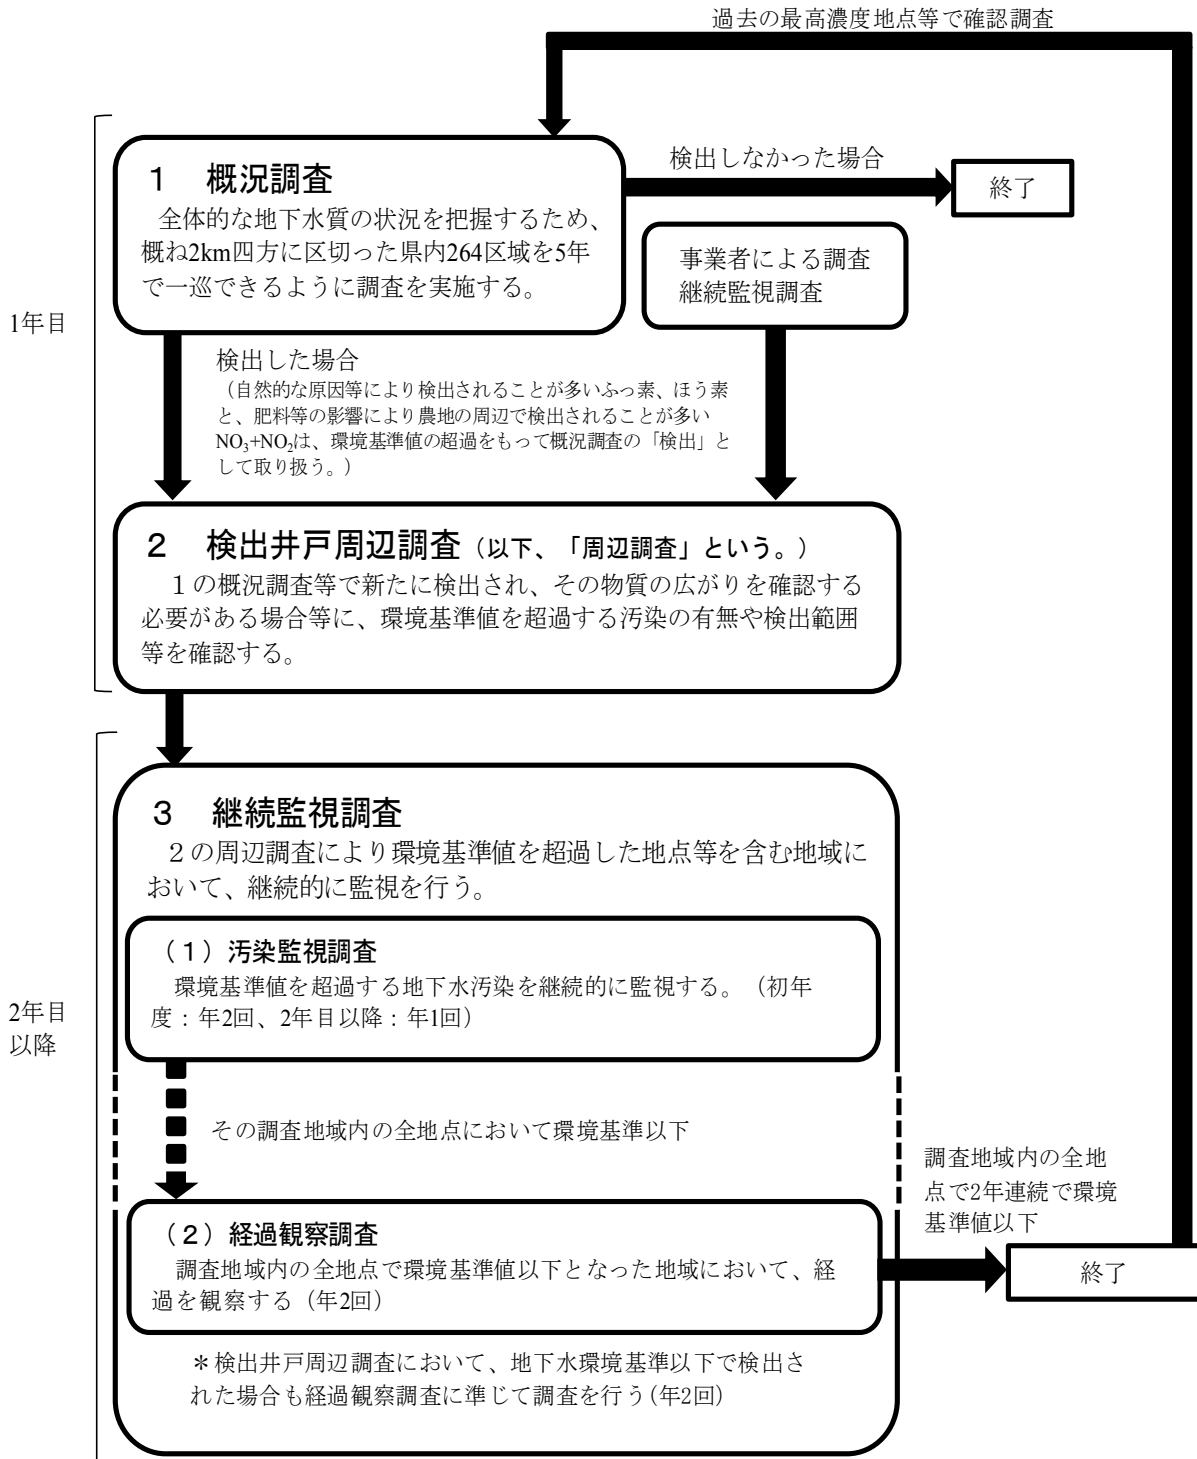 過去の最高濃度地点等で確認調査
1　概況調査
全体的な地下水質の状況を把握するため、
概ね2km四方に区切った県内264区域を5年
で一巡できるように調査を実施する。
検出しなかった場合
終了
事業者による調査
継続監視調査
1年目
検出した場合
（自然的な原因等により検出されることが多いふっ素、ほう素
と、肥料等の影響により農地の周辺で検出されることが多い
NO₃+NO₂は、環境基準値の超過をもって概況調査の「検出」と
して取り扱う。）
2　検出井戸周辺調査（以下、「周辺調査」という。）
１の概況調査等で新たに検出され、その物質の広がりを確認する
必要がある場合等に、環境基準値を超過する汚染の有無や検出範囲
等を確認する。
3　継続監視調査
２の周辺調査により環境基準値を超過した地点等を含む地域に
おいて、継続的に監視を行う。
（１）汚染監視調査
環境基準値を超過する地下水汚染を継続的に監視する。（初年
度：年2回、2年目以降：年1回）
2年目
以降
その調査地域内の全地点において環境基準以下
調査地域内の全地
点で2年連続で環境
基準値以下
（２）経過観察調査
調査地域内の全地点で環境基準値以下となった地域において、経
過を観察する（年2回）
終了
＊検出井戸周辺調査において、地下水環境基準以下で検出さ
れた場合も経過観察調査に準じて調査を行う(年2回)